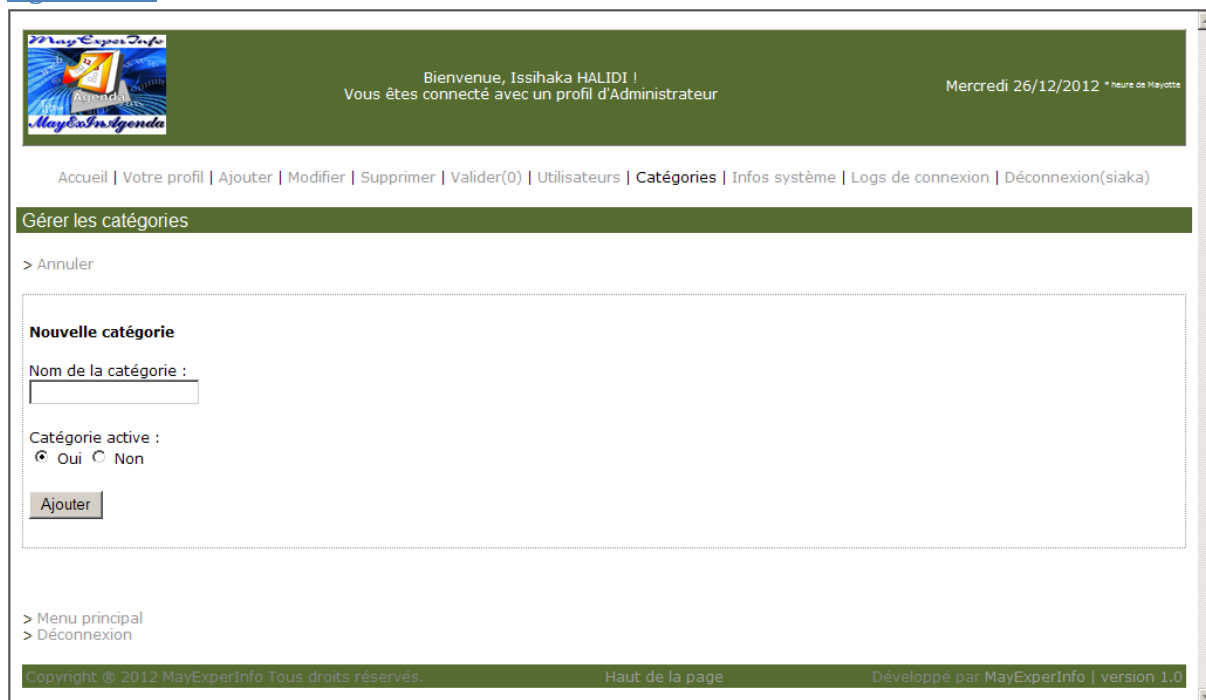 MayExperInfo
Agenda
MayExInAgenda
Bienvenue, Issihaka HALIDI !
Vous êtes connecté avec un profil d'Administrateur
Mercredi 26/12/2012 * heure de Mayotte
Accueil | Votre profil | Ajouter | Modifier | Supprimer | Valider(0) | Utilisateurs | Catégories | Infos système | Logs de connexion | Déconnexion(siaka)
Gérer les catégories
> Annuler
Nouvelle catégorie
Nom de la catégorie :
Catégorie active :
Oui Non
Ajouter
> Menu principal
> Déconnexion
Copyright ® 2012 MayExperInfo Tous droits réservés. Haut de la page Développé par MayExperInfo | version 1.0